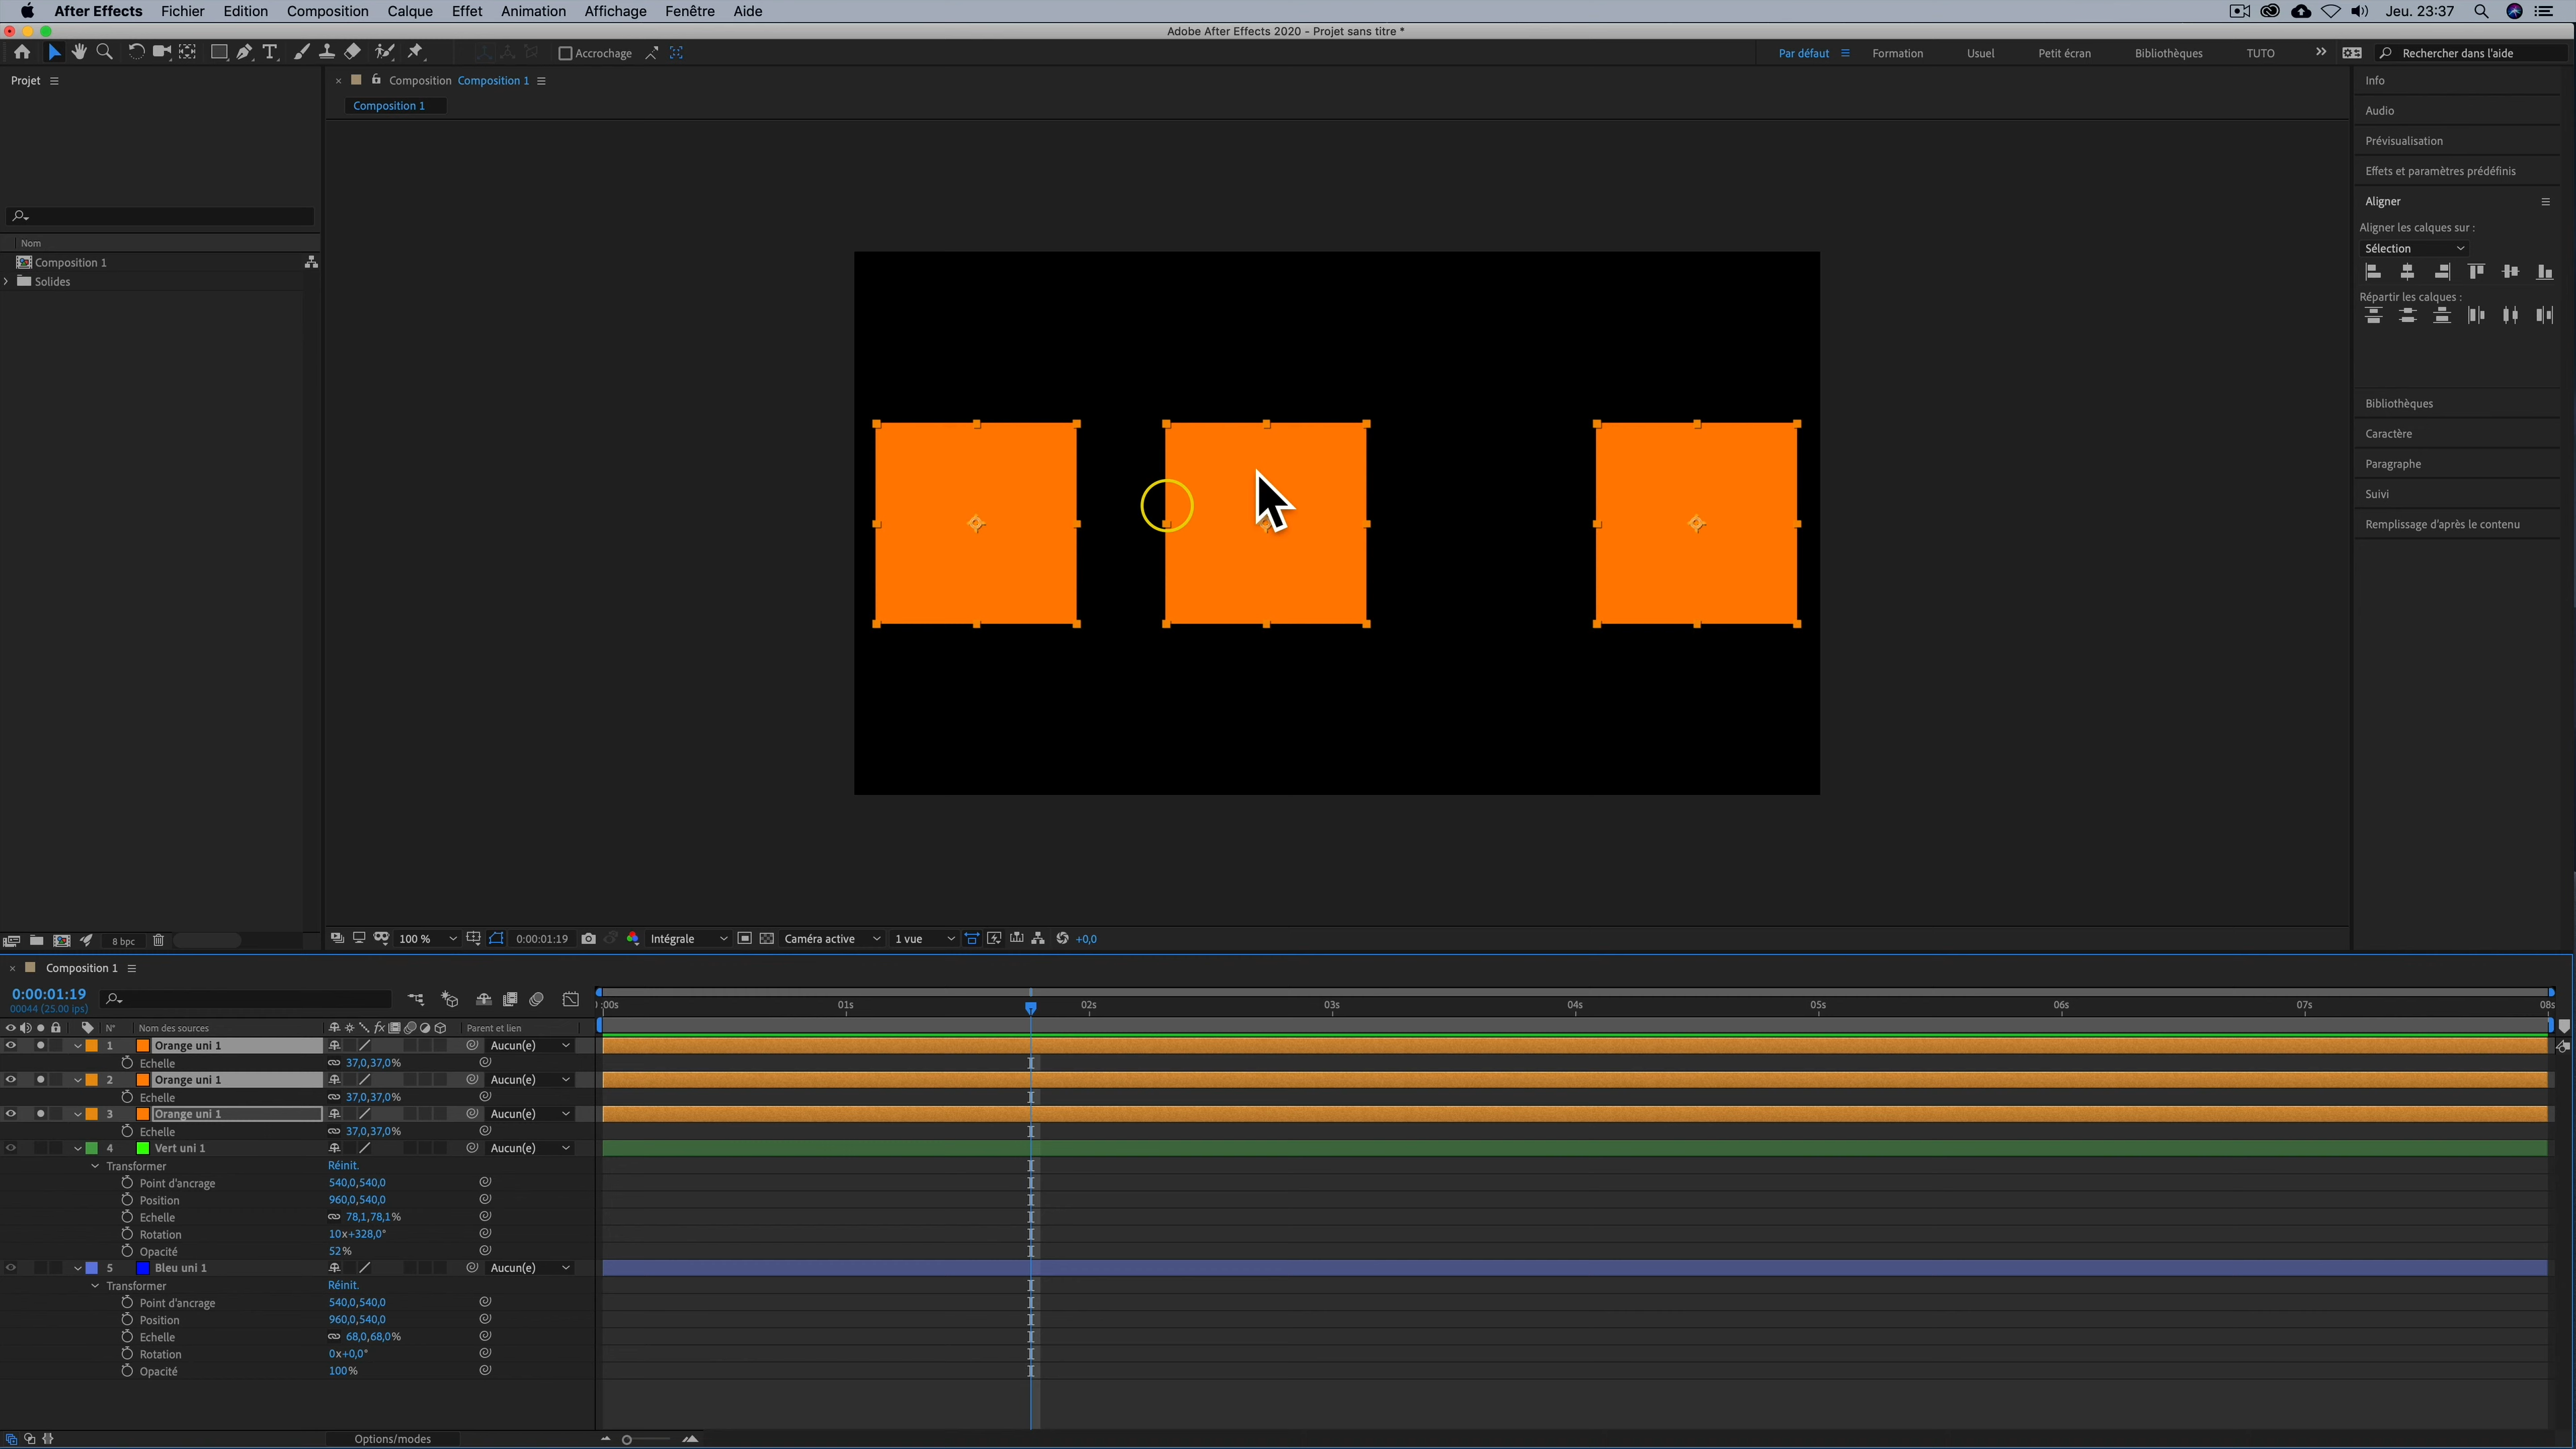 After Effects Fichier Edition Composition Calque Effet Animation Affichage Fenêtre Aide Jeu. 23:37
Adobe After Effects 2020 - Projet sans titre *
Accrochage Par défaut Formation Usuel Petit écran Bibliothèques TUTO Rechercher dans l'aide
Projet
Composition Composition 1
Composition 1
Nom
Composition 1
Solides
Info
Audio
Prévisualisation
Effets et paramètres prédéfinis
Aligner
Aligner les calques sur :
Sélection
Répartir les calques :
Bibliothèques
Caractère
Paragraphe
Suivi
Remplissage d'après le contenu
8 bpc
100 % 0:00:01:19 Intégrale Caméra active 1 vue +0,0
Composition 1
0:00:01:19
00044 (25.00 ips)
:00s 01s 02s 03s 04s 05s 06s 07s 08s
N° Nom des sources Parent et lien
1 Orange uni 1 Aucun(e)
Echelle 37,0,37,0%
2 Orange uni 1 Aucun(e)
Echelle 37,0,37,0%
3 Orange uni 1 Aucun(e)
Echelle 37,0,37,0%
4 Vert uni 1 Aucun(e)
Transformer Réinit.
Point d'ancrage 540,0,540,0
Position 960,0,540,0
Echelle 78,1,78,1%
Rotation 10x+328,0°
Opacité 52%
5 Bleu uni 1 Aucun(e)
Transformer Réinit.
Point d'ancrage 540,0,540,0
Position 960,0,540,0
Echelle 68,0,68,0%
Rotation 0x+0,0°
Opacité 100%
Options/modes